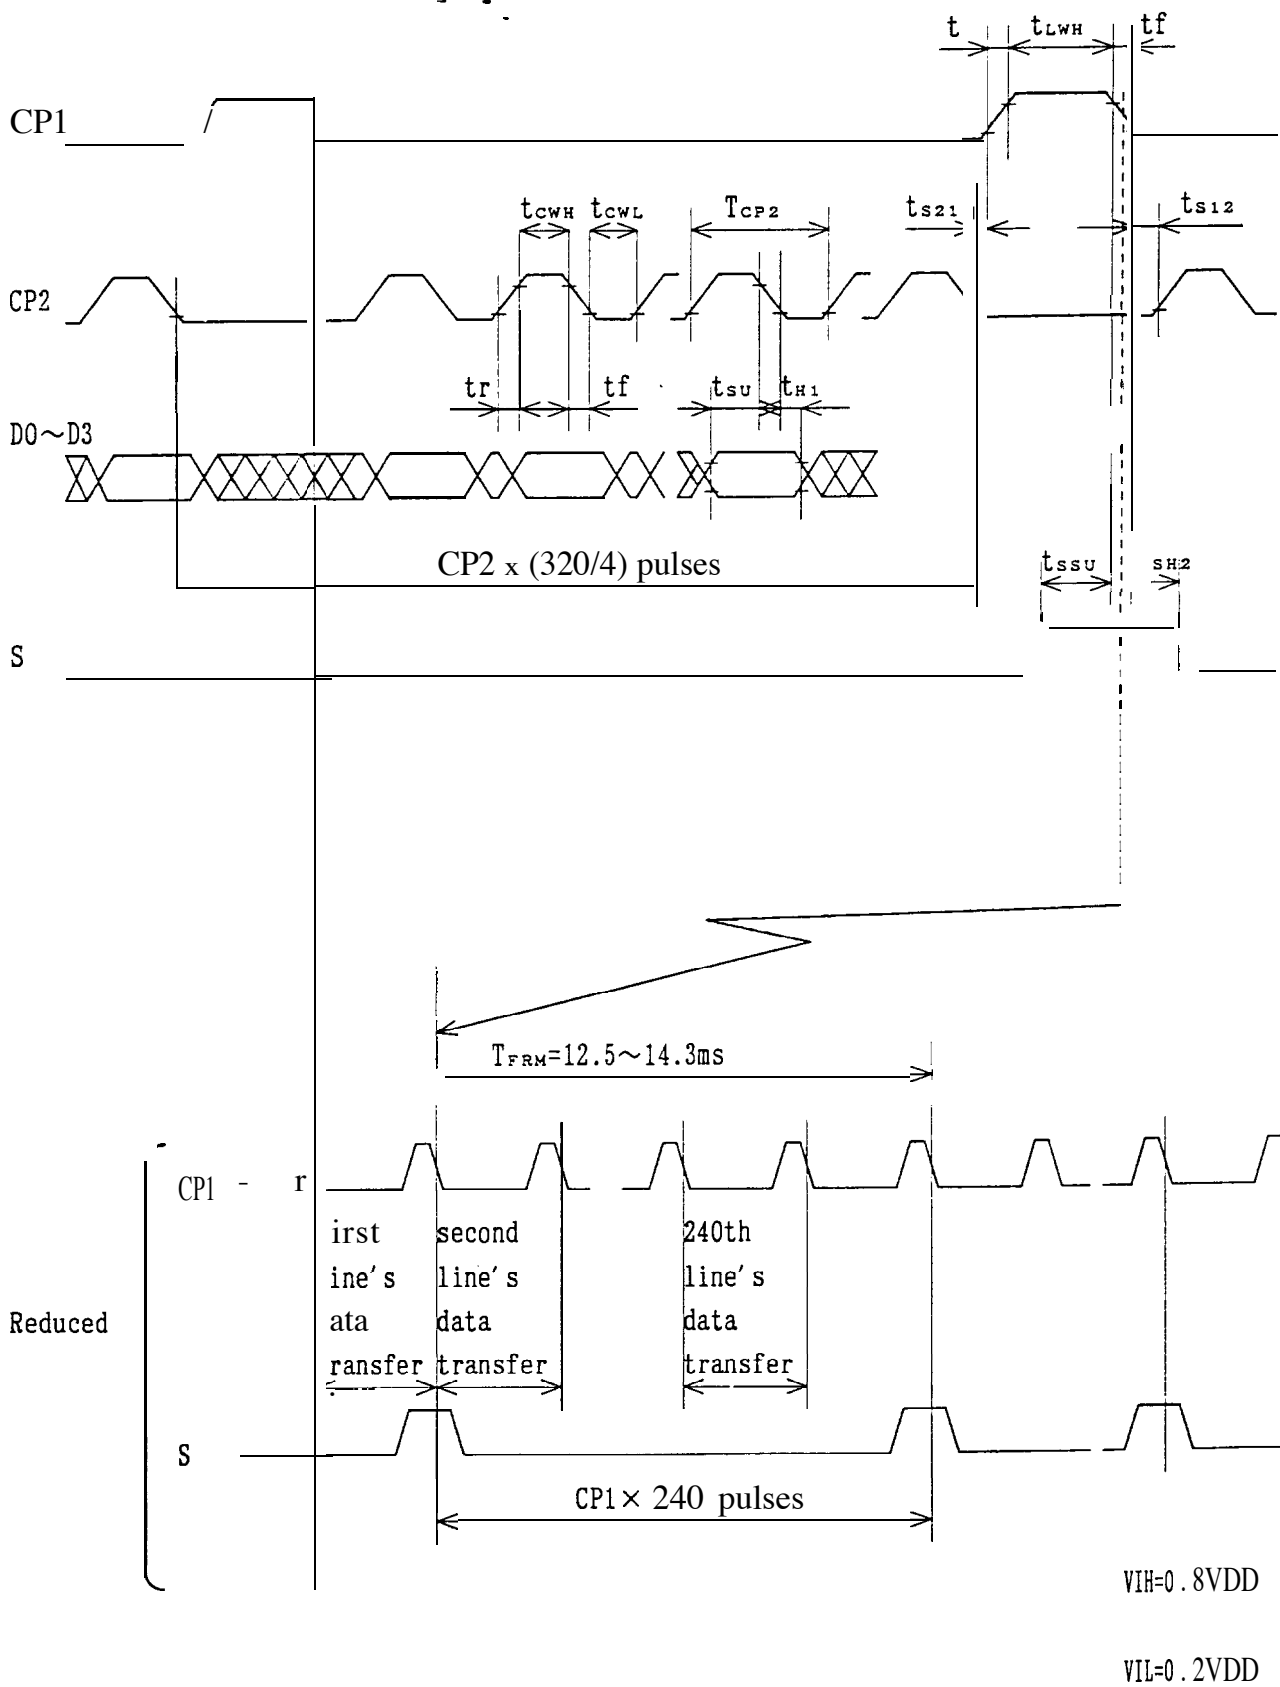 t tLWH tf
CP1
tCWH tCWL TCP2 tS21 tS12
CP2
tr tf tSU tH1
D0～D3
CP2 x (320/4) pulses
tSSU SH2
S
TFRM=12.5～14.3ms
CP1 - r
irst second 240th
ine's line's line's
Reduced ata data data
ransfer transfer transfer
S
CP1× 240 pulses
VIH=0.8VDD
VIL=0.2VDD